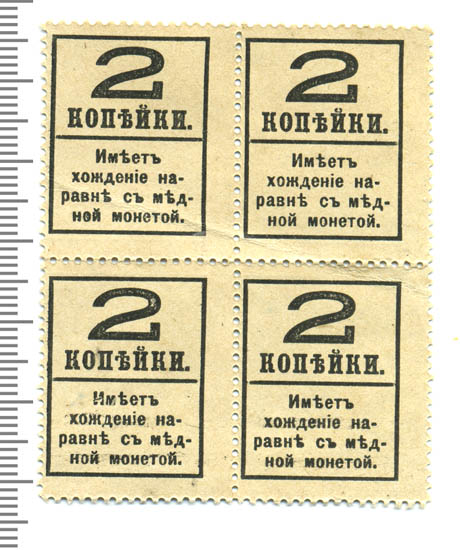 2
КОПѢЙКИ.
Имѣетъ
хожденіе на-
равнѣ съ мѣд-
ной монетой.
2
КОПѢЙКИ.
Имѣетъ
хожденіе на-
равнѣ съ мѣд-
ной монетой.
2
КОПѢЙКИ.
Имѣетъ
хожденіе на-
равнѣ съ мѣд-
ной монетой.
2
КОПѢЙКИ.
Имѣетъ
хожденіе на-
равнѣ съ мѣд-
ной монетой.